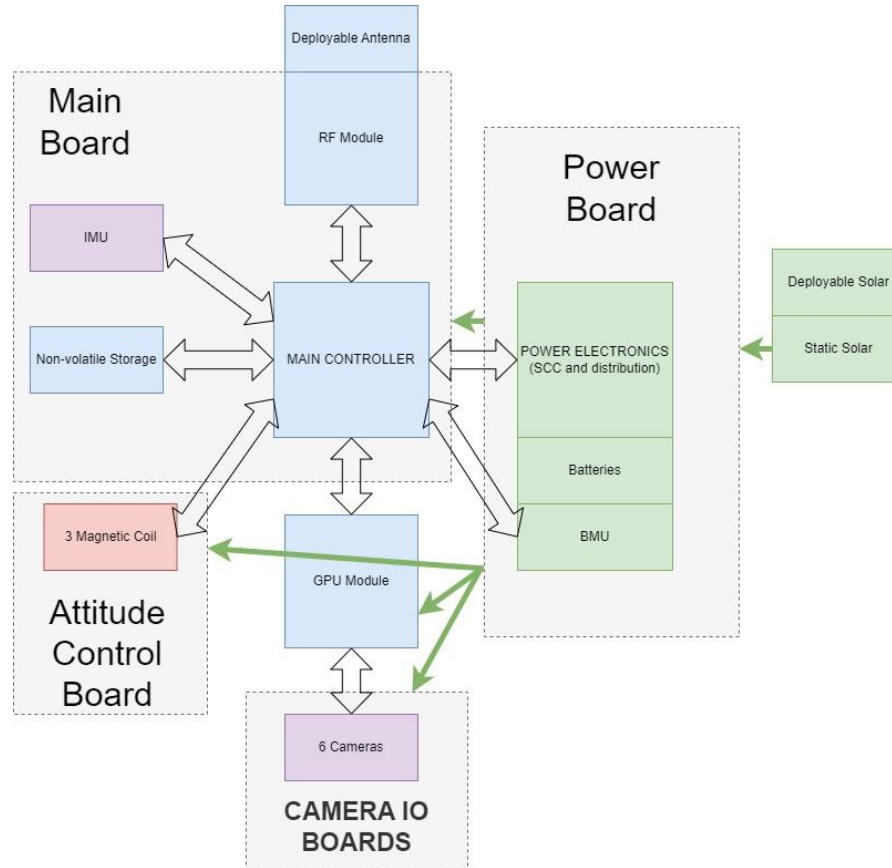 Deployable Antenna
Main
Board
RF Module
Power
Board
IMU
Deployable Solar
Non-volatile Storage
MAIN CONTROLLER
POWER ELECTRONICS
(SCC and distribution)
Static Solar
Batteries
3 Magnetic Coil
BMU
GPU Module
Attitude
Control
Board
6 Cameras
CAMERA IO
BOARDS